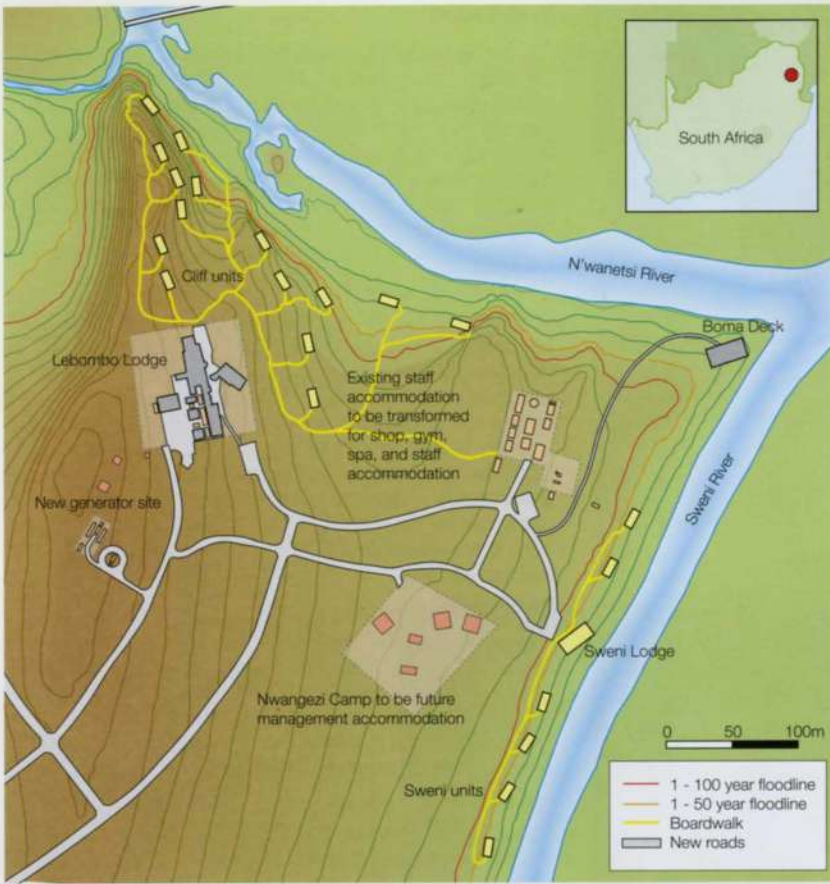 South Africa
N'wanetsi River
Cliff units
Boma Deck
Lebombo Lodge
Existing staff
accommodation
to be transformed
for shop, gym,
spa, and staff
accommodation
Sweni River
New generator site
Sweni Lodge
Nwangezi Camp to be future
management accommodation
0 50 100m
Sweni units
1 - 100 year floodline
1 - 50 year floodline
Boardwalk
New roads